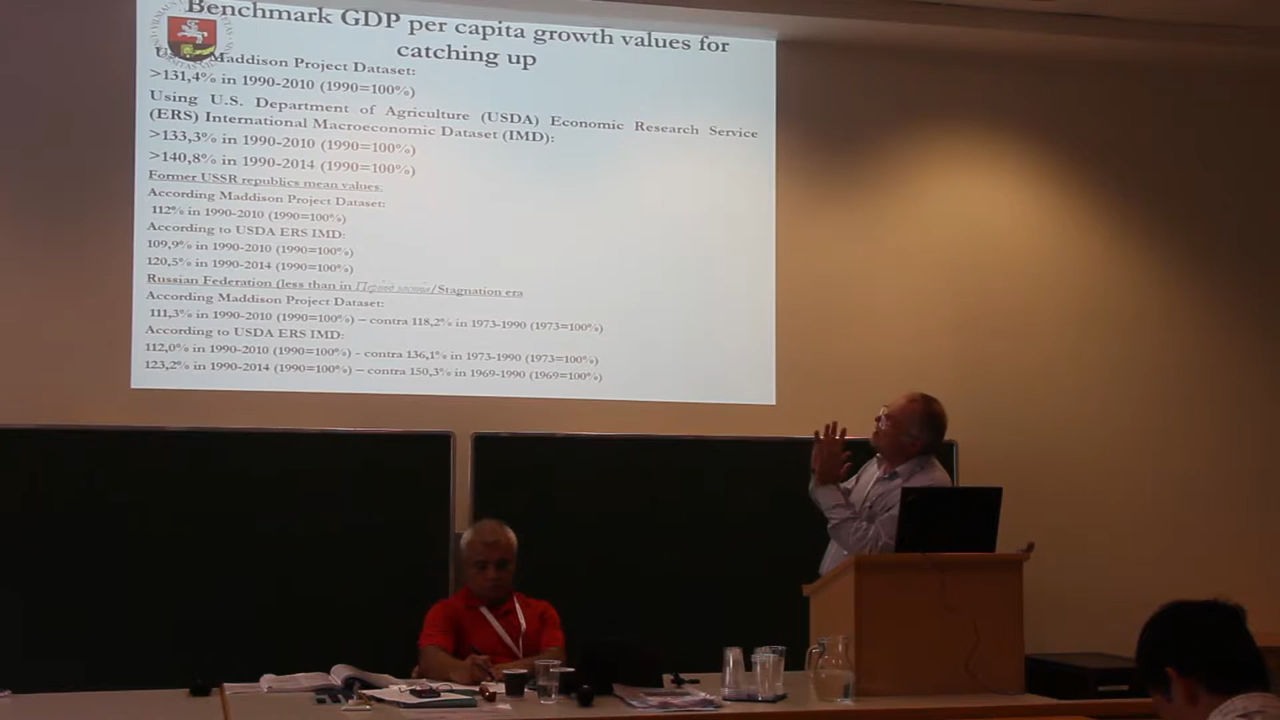 Benchmark GDP per capita growth values for
catching up
Maddison Project Dataset:
>131,4% in 1990-2010 (1990=100%)
Using U.S. Department of Agriculture (USDA) Economic Research Service
(ERS) International Macroeconomic Dataset (IMD):
>133,3% in 1990-2010 (1990=100%)
>140,8% in 1990-2014 (1990=100%)
Former USSR republics mean values:
According Maddison Project Dataset:
112% in 1990-2010 (1990=100%)
According to USDA ERS IMD:
109,9% in 1990-2010 (1990=100%)
120,5% in 1990-2014 (1990=100%)
Russian Federation (less than in Период застоя/Stagnation era
According Maddison Project Dataset:
111,3% in 1990-2010 (1990=100%) – contra 118,2% in 1973-1990 (1973=100%)
According to USDA ERS IMD:
112,0% in 1990-2010 (1990=100%) - contra 136,1% in 1973-1990 (1973=100%)
123,2% in 1990-2014 (1990=100%) – contra 150,3% in 1969-1990 (1969=100%)